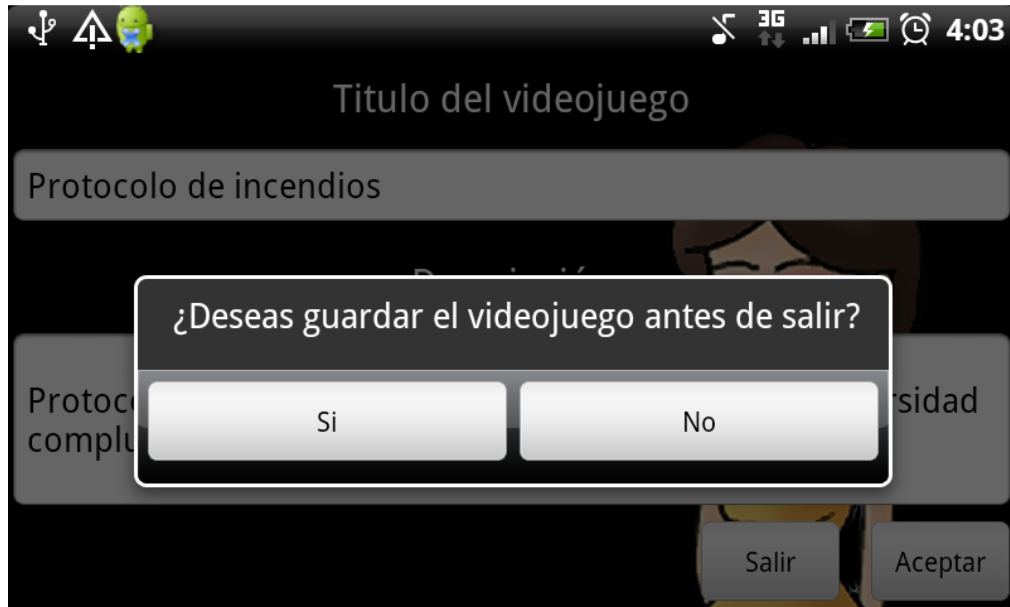 3G 4:03
Titulo del videojuego
Protocolo de incendios
¿Deseas guardar el videojuego antes de salir?
Si No
Salir Aceptar